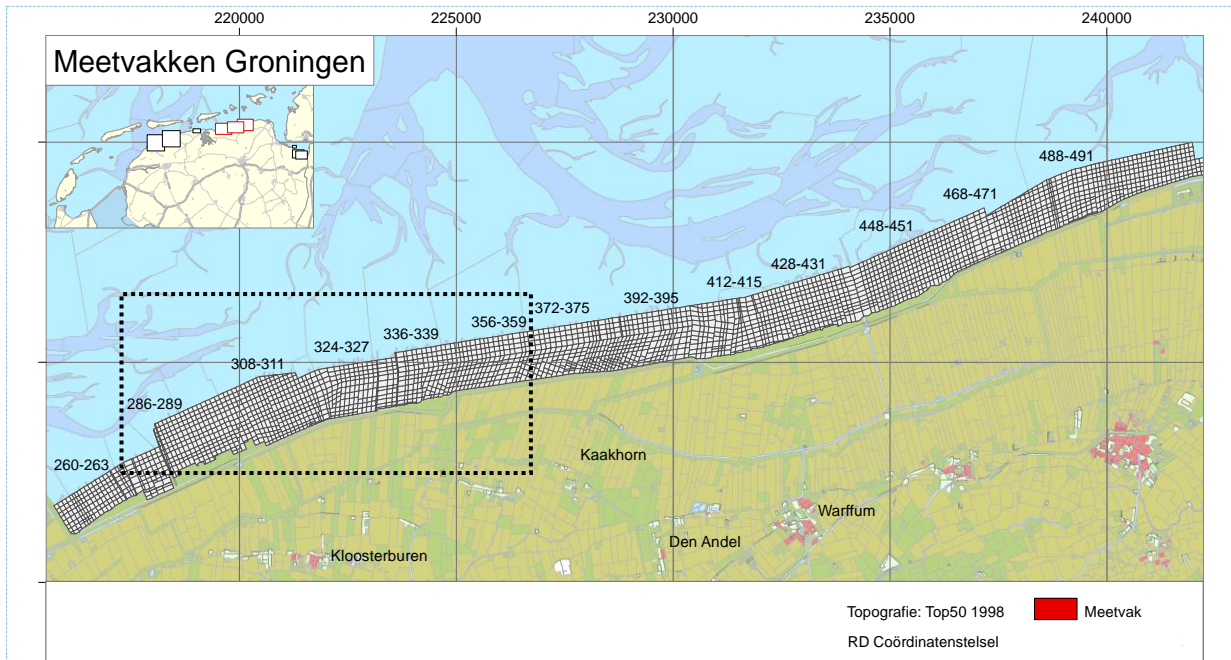 220000 225000 230000 235000 240000
Meetvakken Groningen
488-491
468-471
448-451
428-431
412-415
392-395
372-375
356-359
336-339
324-327
308-311
286-289
260-263
Kaakhorn
Warffum
Den Andel
Kloosterburen
Topografie: Top50 1998 Meetvak
RD Coördinatenstelsel